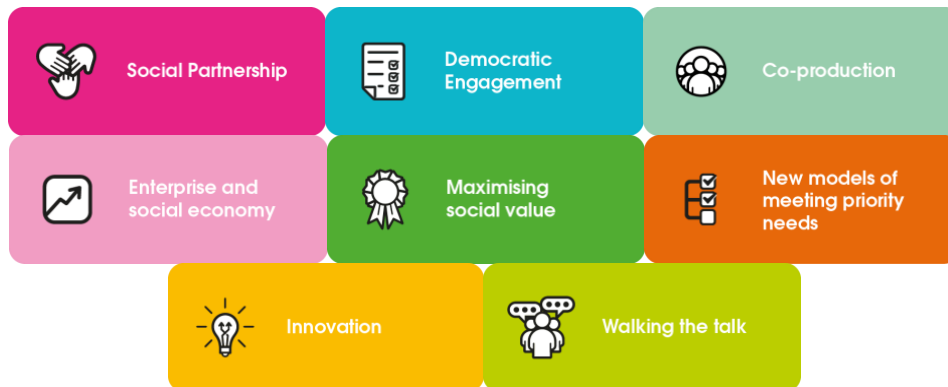 Social Partnership
Democratic
Engagement
Co-production
Enterprise and
social economy
Maximising
social value
New models of
meeting priority
needs
Innovation
Walking the talk